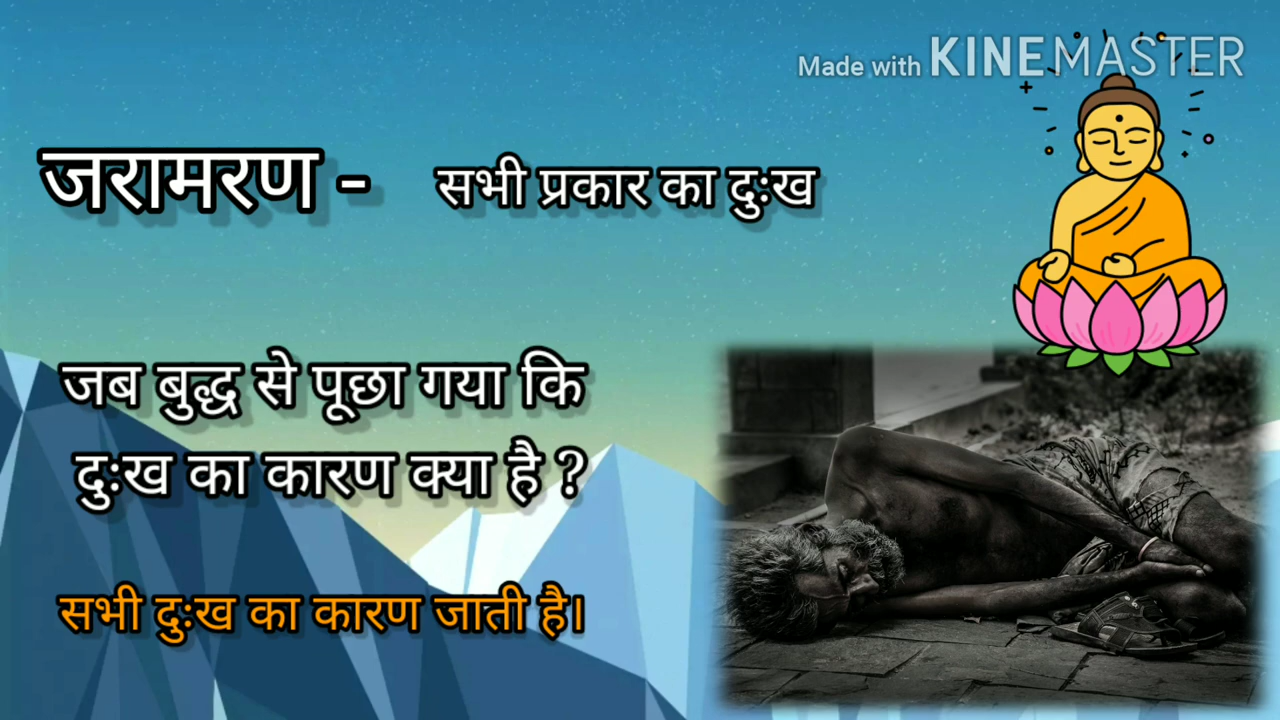 Made with KINEMASTER
जरामरण - सभी प्रकार का दुःख
जब बुद्ध से पूछा गया कि
दुःख का कारण क्या है ?
सभी दुःख का कारण जाती है।